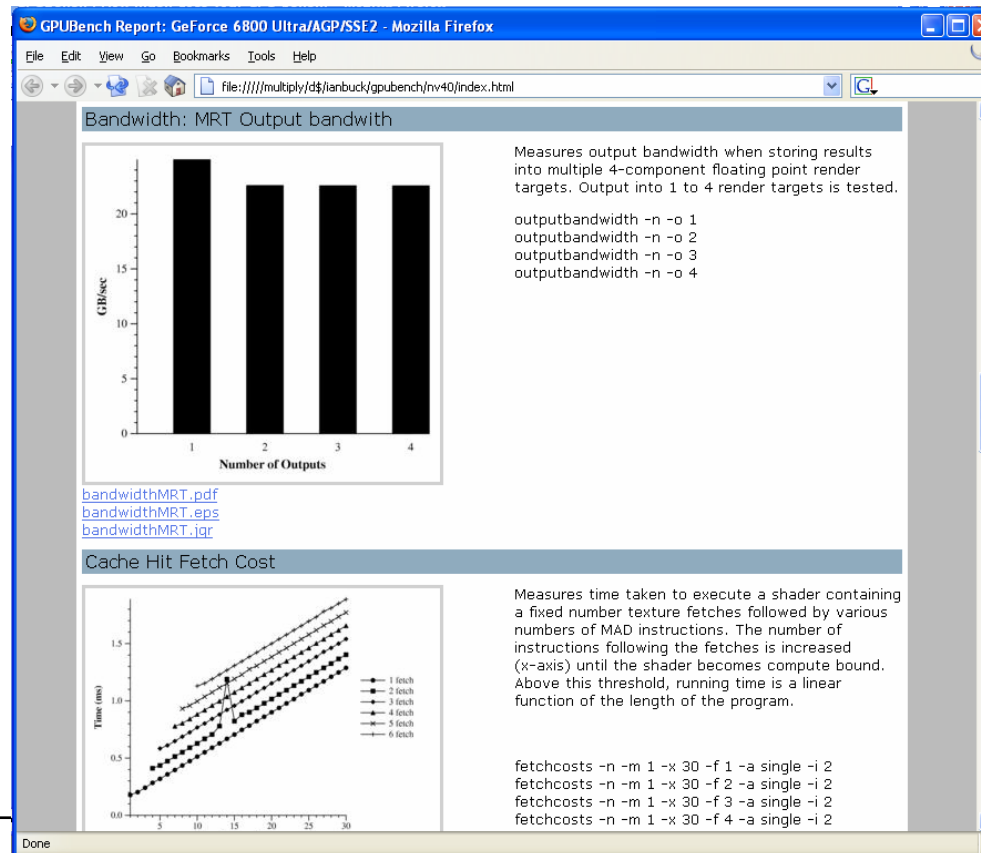 GPUBench Report: GeForce 6800 Ultra/AGP/SSE2 - Mozilla Firefox
File Edit View Go Bookmarks Tools Help
file://///multiply/d$/ianbuck/gpubench/nv40/index.html
G
Bandwidth: MRT Output bandwith
GB/sec
20
15
10
5
0
1 2 3 4
Number of Outputs
Measures output bandwidth when storing results
into multiple 4-component floating point render
targets. Output into 1 to 4 render targets is tested.
outputbandwidth -n -o 1
outputbandwidth -n -o 2
outputbandwidth -n -o 3
outputbandwidth -n -o 4
bandwidthMRT.pdf
bandwidthMRT.eps
bandwidthMRT.jgr
Cache Hit Fetch Cost
Time (ms)
1.5
1.0
0.5
0.0
5 10 15 20 25 30
1 fetch
2 fetch
3 fetch
4 fetch
5 fetch
6 fetch
Measures time taken to execute a shader containing
a fixed number texture fetches followed by various
numbers of MAD instructions. The number of
instructions following the fetches is increased
(x-axis) until the shader becomes compute bound.
Above this threshold, running time is a linear
function of the length of the program.
fetchcosts -n -m 1 -x 30 -f 1 -a single -i 2
fetchcosts -n -m 1 -x 30 -f 2 -a single -i 2
fetchcosts -n -m 1 -x 30 -f 3 -a single -i 2
fetchcosts -n -m 1 -x 30 -f 4 -a single -i 2
Done